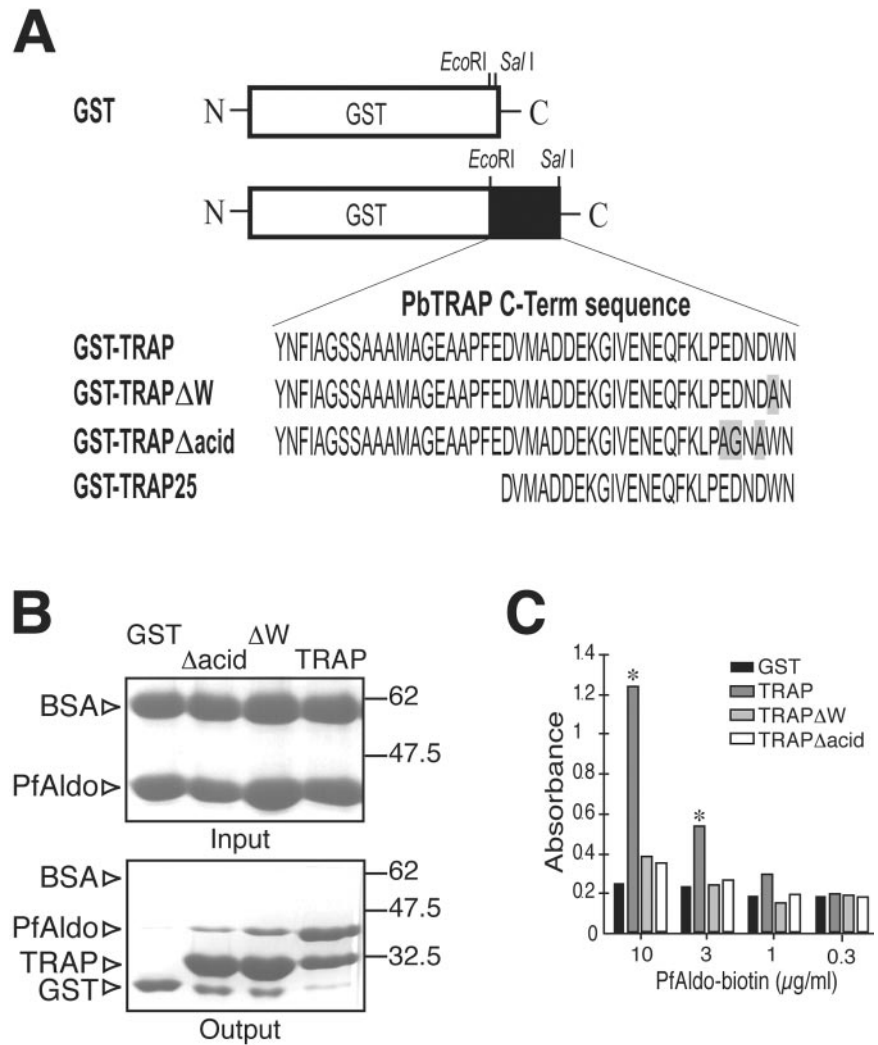 A
EcoRI Sal I
GST N GST C
EcoRI Sal I
N GST C
PbTRAP C-Term sequence
GST-TRAP YNFIAGSSAAAMAGEAAPFEDVMADDEKGIVENEQFKLPEDNDWN
GST-TRAPΔW YNFIAGSSAAAMAGEAAPFEDVMADDEKGIVENEQFKLPEDNDAN
GST-TRAPΔacid YNFIAGSSAAAMAGEAAPFEDVMADDEKGIVENEQFKLPAGNAWN
GST-TRAP25 DVMADDEKGIVENEQFKLPEDNDWN
B
GST Δacid ΔW TRAP
BSA 62
47.5
PfAldo
Input
BSA 62
PfAldo 47.5
TRAP 32.5
GST
Output
C
1.4
1.2
1
0.8
0.6
0.4
0.2
0
Absorbance
* *
GST
TRAP
TRAPΔW
TRAPΔacid
10 3 1 0.3
PfAldo-biotin (µg/ml)